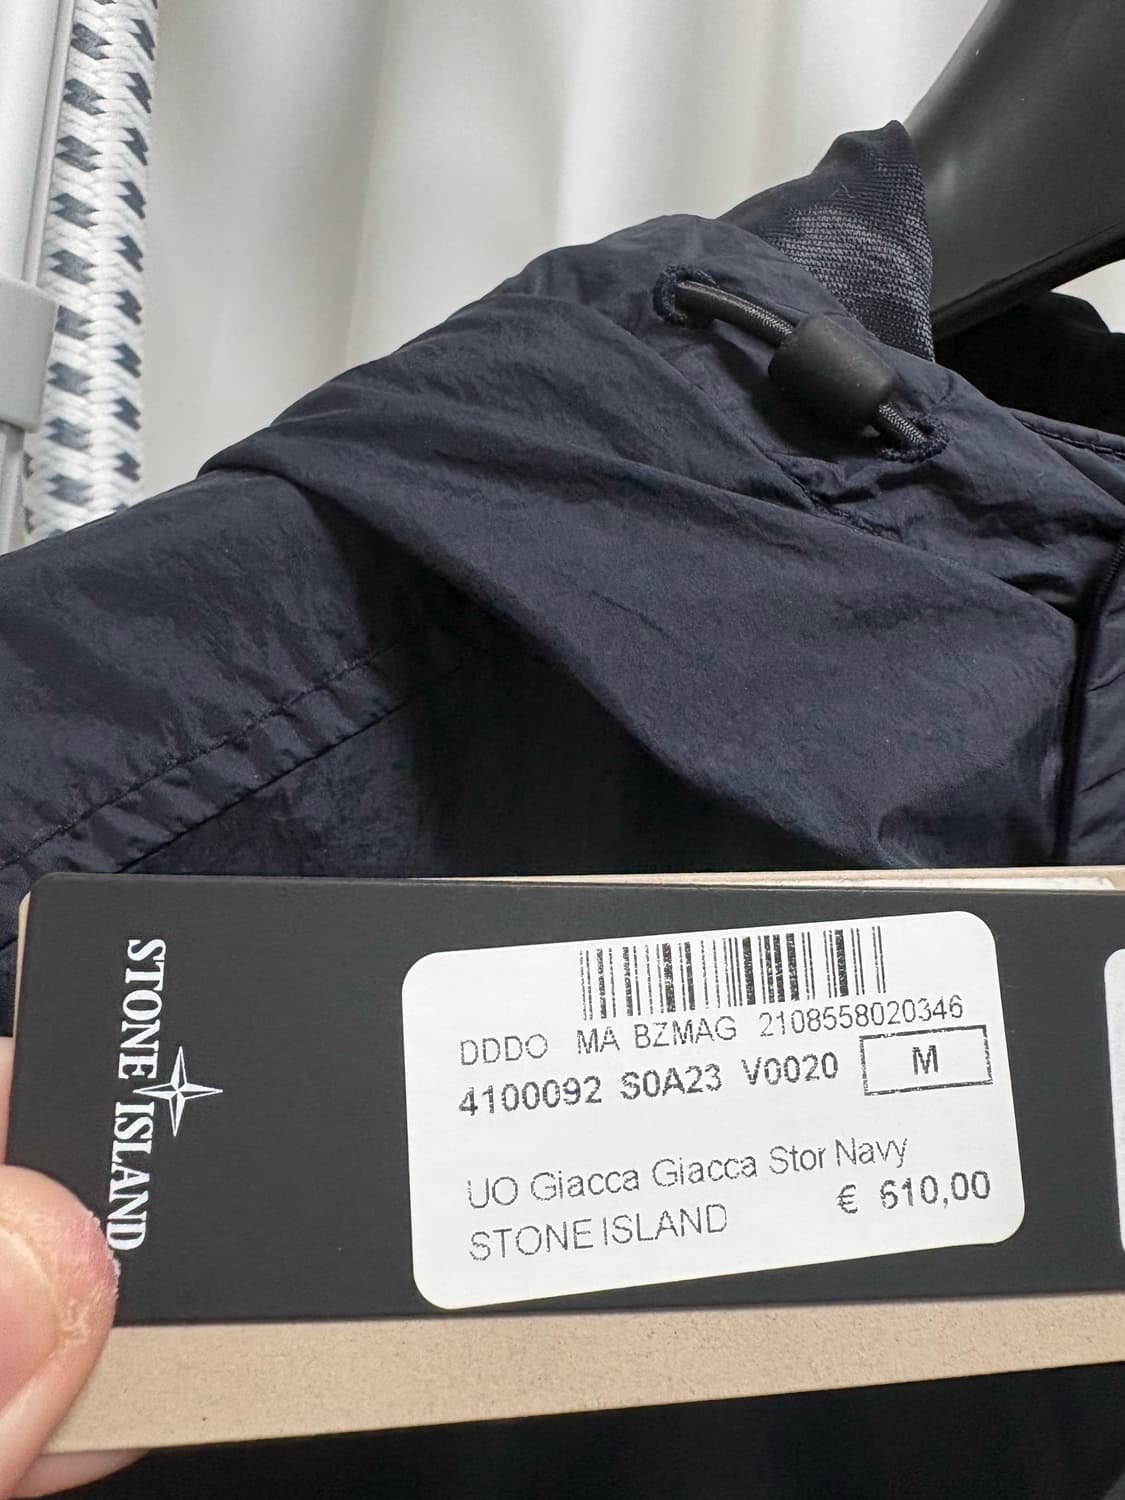 STONE ISLAND
DDDO MA BZMAG 2108558020346
4100092 S0A23 V0020 M
UO Giacca Giacca Stor Navy
€ 610,00
STONE ISLAND